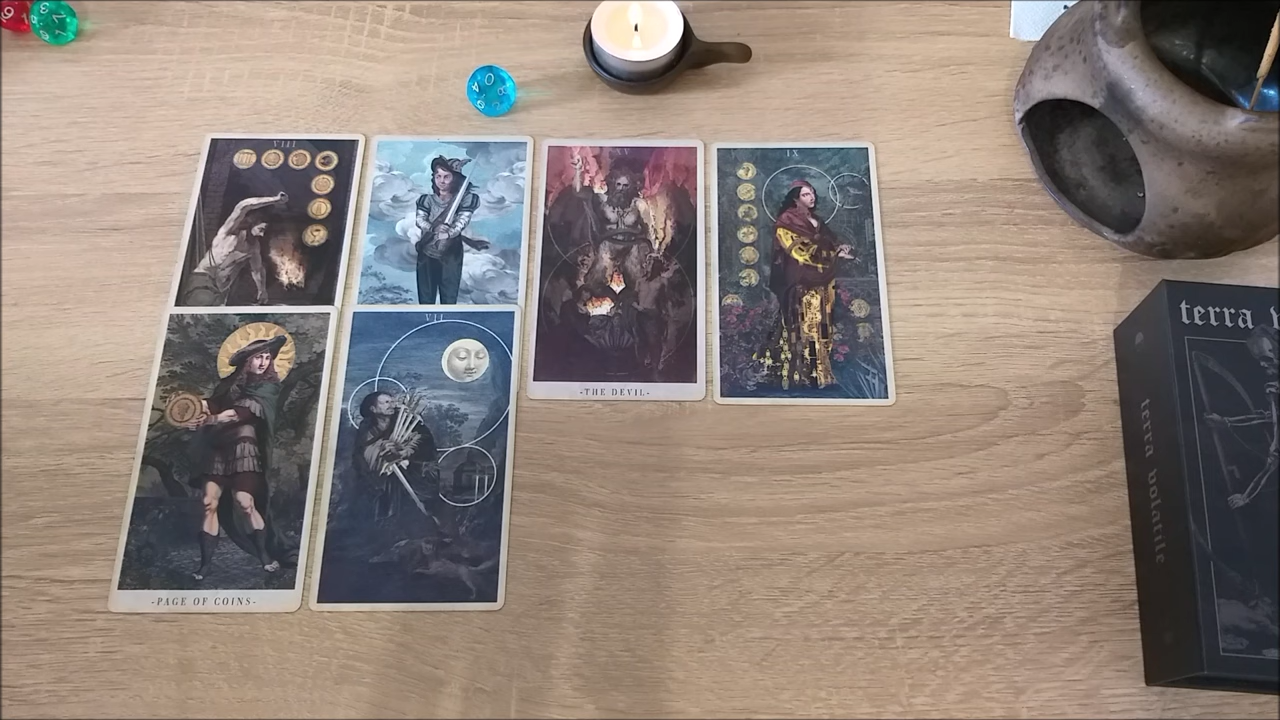 VIII
IX
-THE DEVIL-
VII
-PAGE OF COINS-
terra
terra volatile